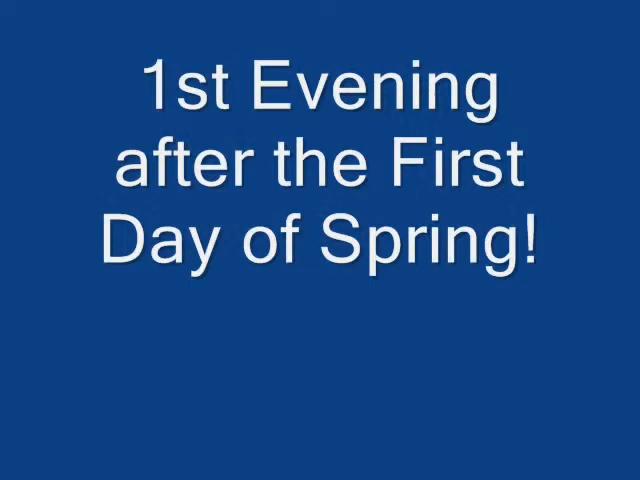 1st Evening
after the First
Day of Spring!